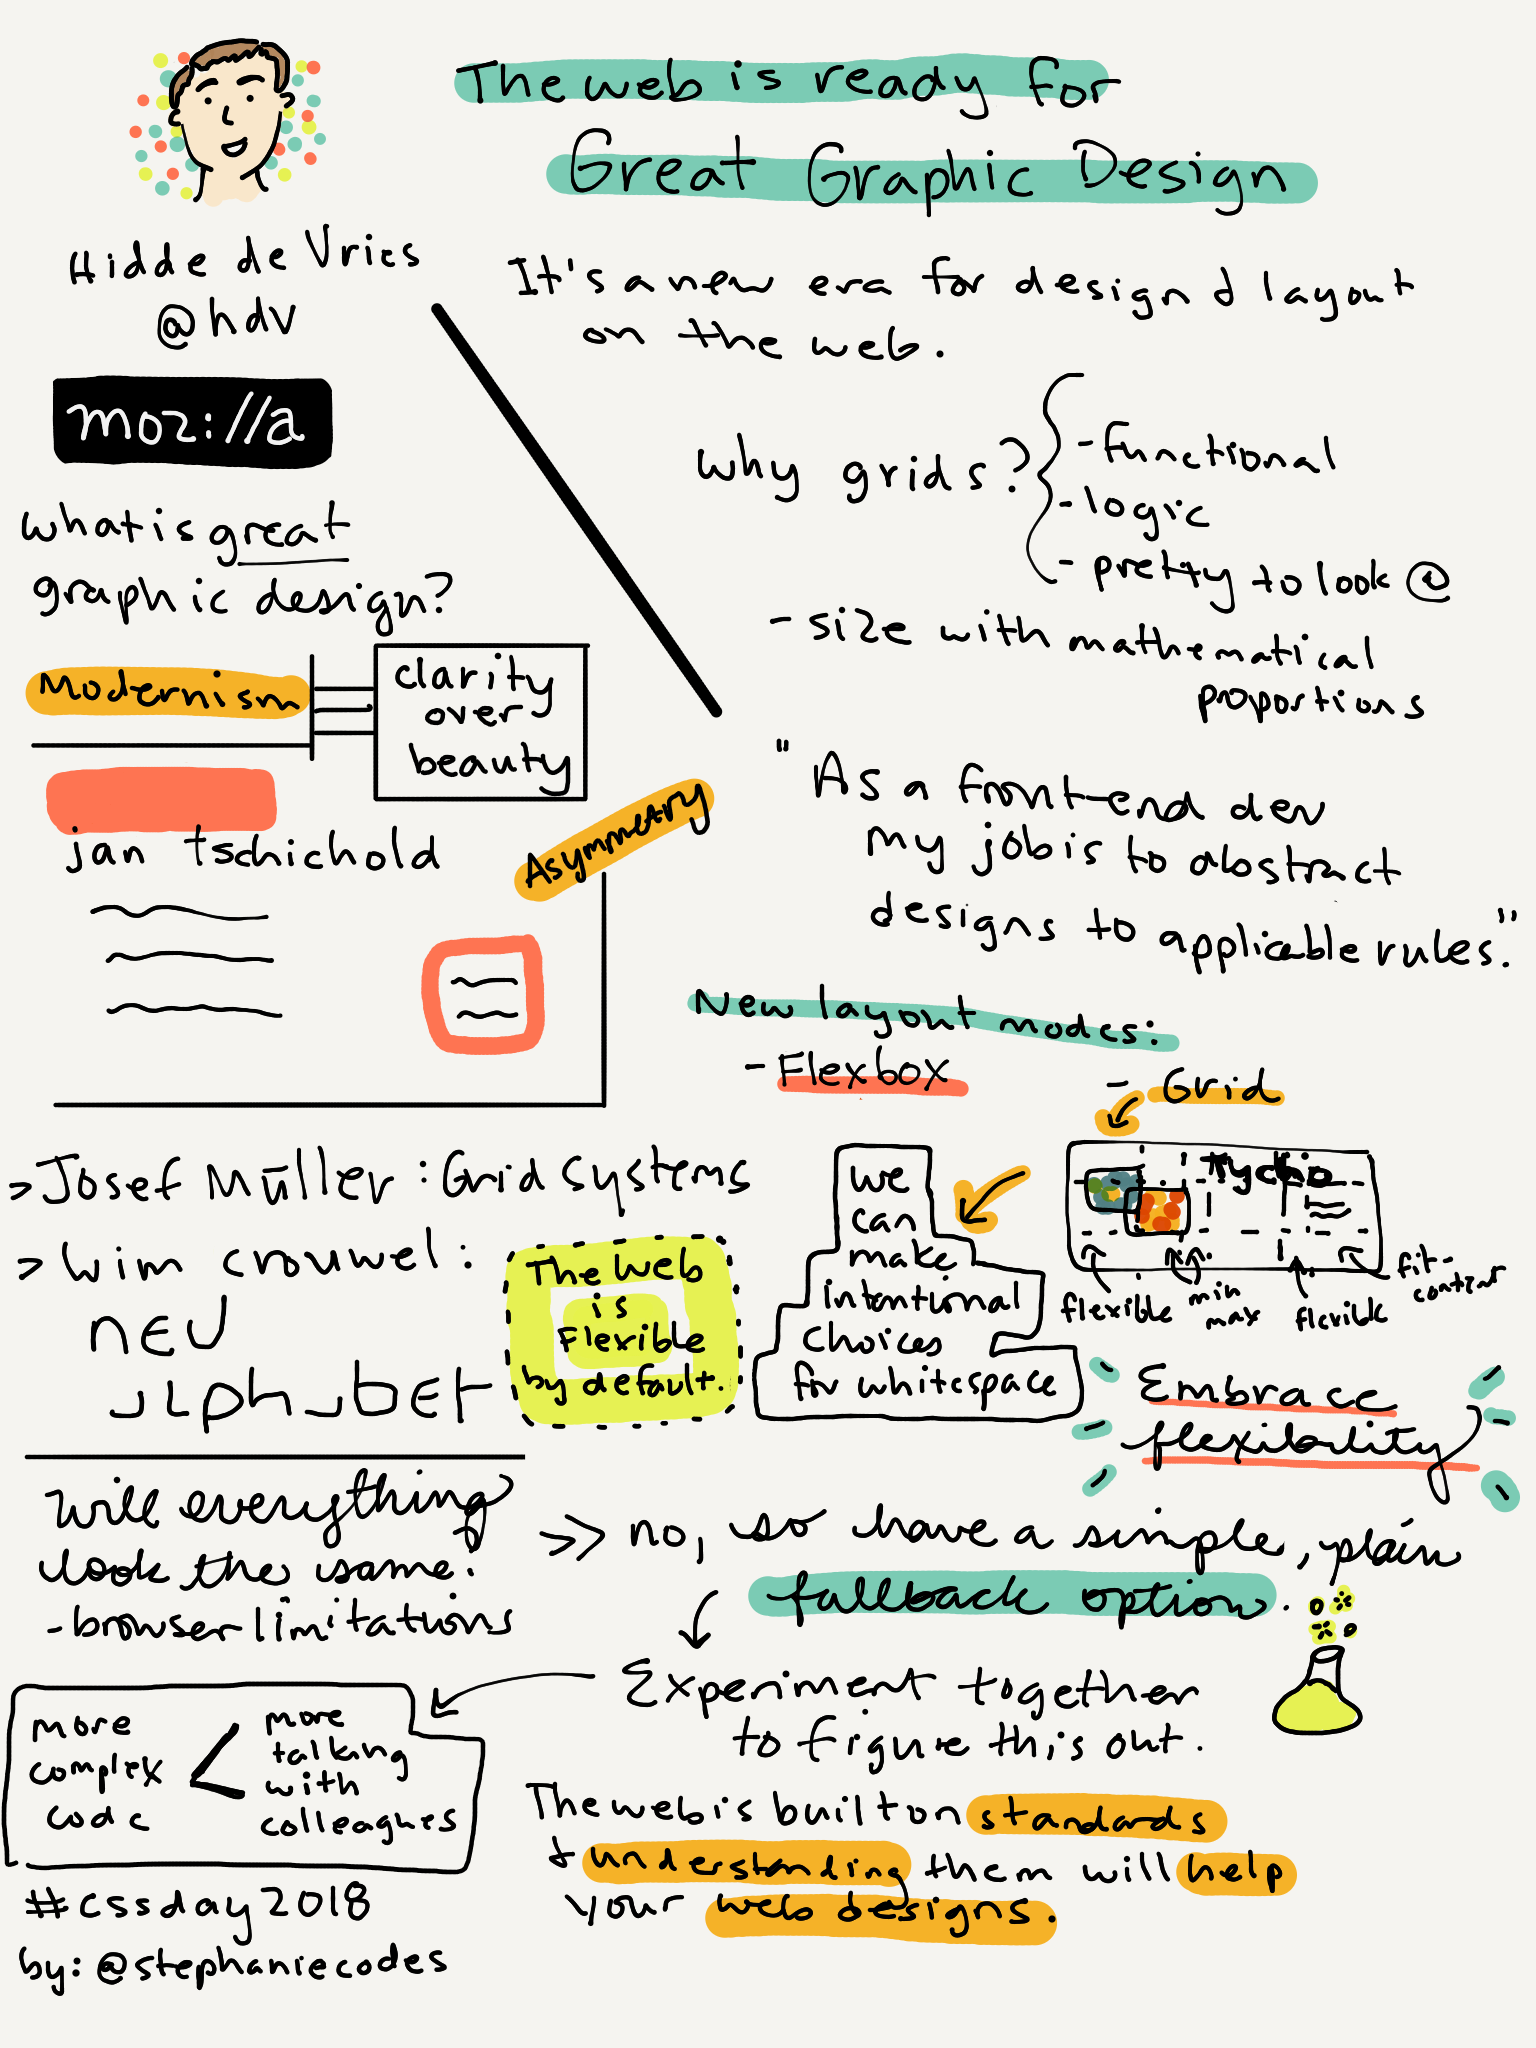 The web is ready for
Great Graphic Design
Hidde de Vries
@hdv
moz://a
what is great
graphic design?
Modernism
clarity
over
beauty
jan tschichold
Asymmetry
> Josef Müller : Grid Systems
> Wim crouwel :
neu
alphabet
The Web
is
Flexible
by default.
It's a new era for design & layout
on the web.
why grids?
- functional
- logic
- pretty to look @
- size with mathematical
proportions
"As a front-end dev
my job is to abstract
designs to applicable rules."
New layout modes:
- Flexbox
- Grid
Tycho
flexible
min
max
flexible
fit-
content
we
can
make
intentional
choices
for whitespace
Embrace
flexibility
will everything
look the same.
- browser limitations
>> no, so have a simple, plain
fallback option.
Experiment together
to figure this out.
more
complex
code
<
more
talking
with
colleagues
The web is built on standards
& understanding them will help
your web designs.
#cssday2018
by: @stephaniecodes